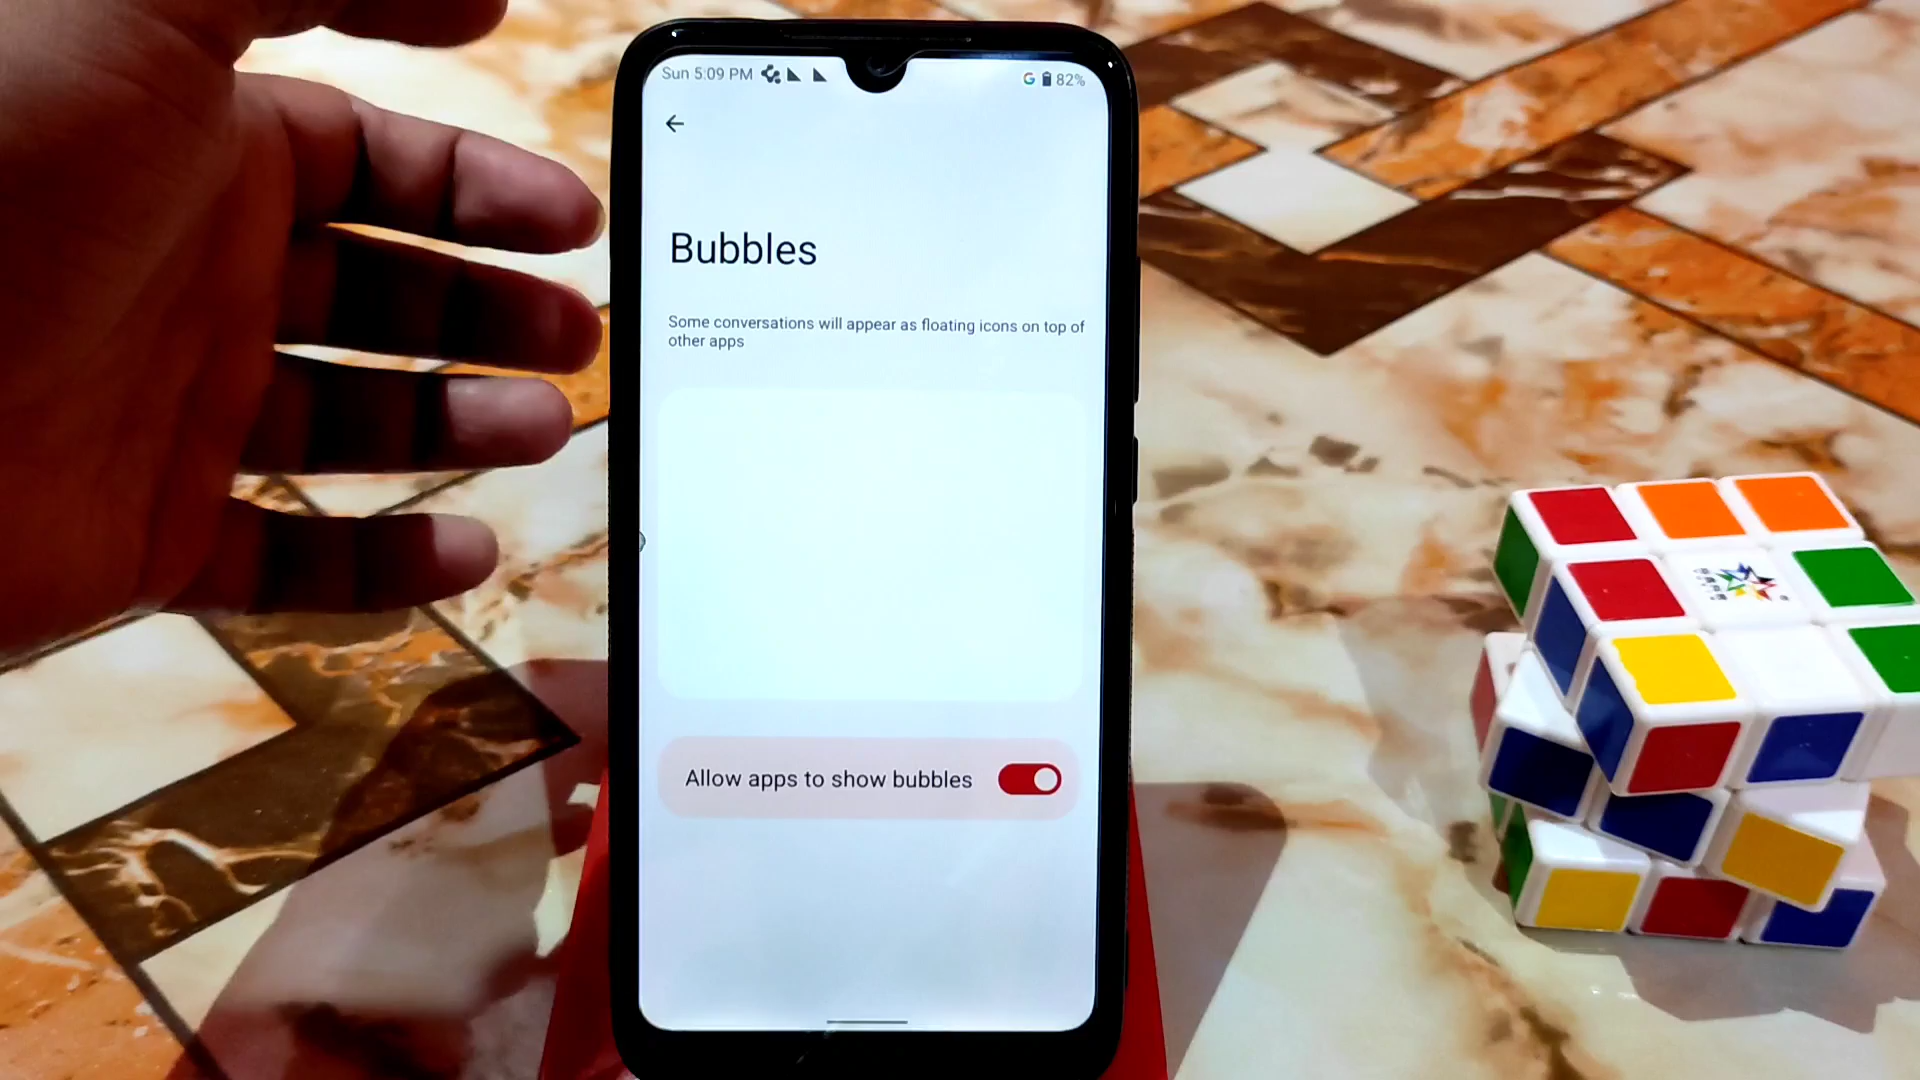 Sun 5:09 PM
G 82%
Bubbles
Some conversations will appear as floating icons on top of
other apps
Allow apps to show bubbles